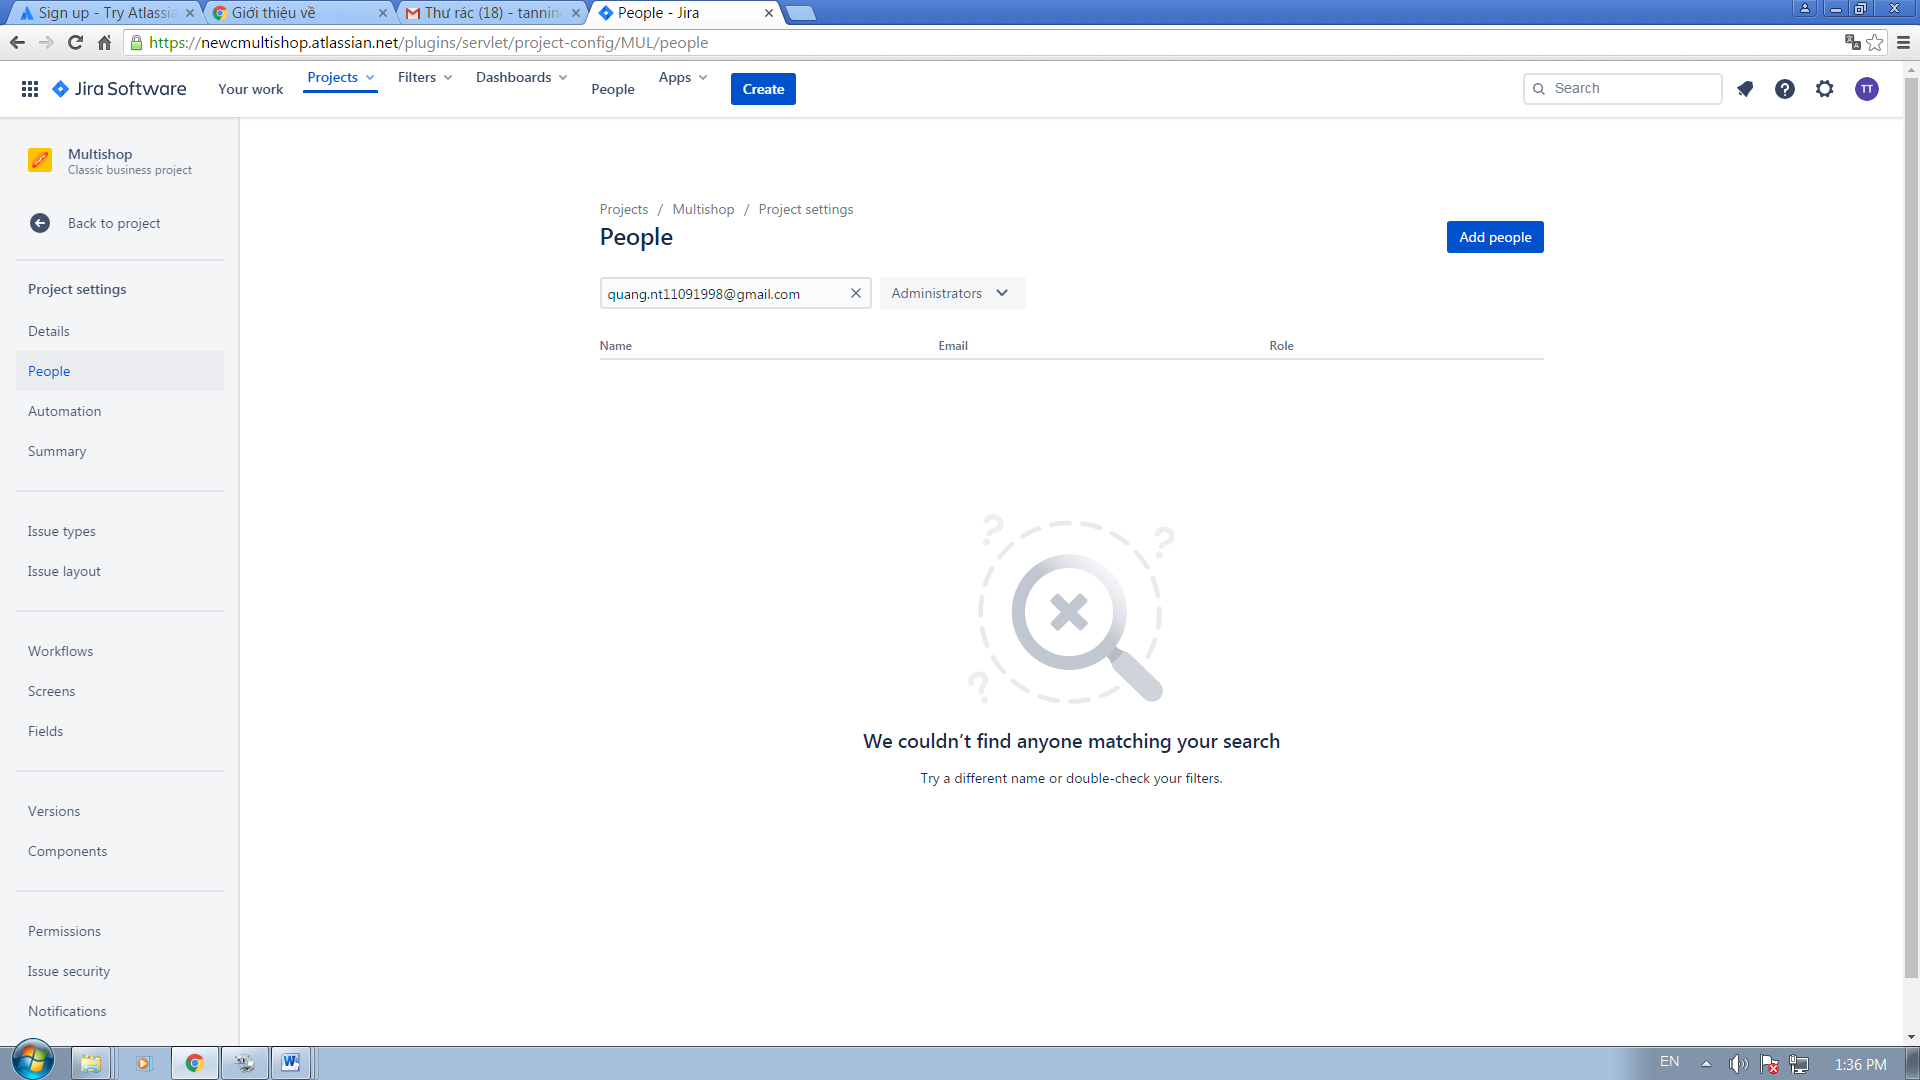 Sign up - Try Atlassia
Giới thiệu về
Thư rác (18) - tannin
People - Jira
https://newcmultishop.atlassian.net/plugins/servlet/project-config/MUL/people
Jira Software
Your work
Projects
Filters
Dashboards
People
Apps
Create
Search
TT
Multishop
Classic business project
Back to project
Project settings
Details
People
Automation
Summary
Issue types
Issue layout
Workflows
Screens
Fields
Versions
Components
Permissions
Issue security
Notifications
Projects / Multishop / Project settings
People
Add people
quang.nt11091998@gmail.com
Administrators
Name Email Role
We couldn’t find anyone matching your search
Try a different name or double-check your filters.
EN
1:36 PM